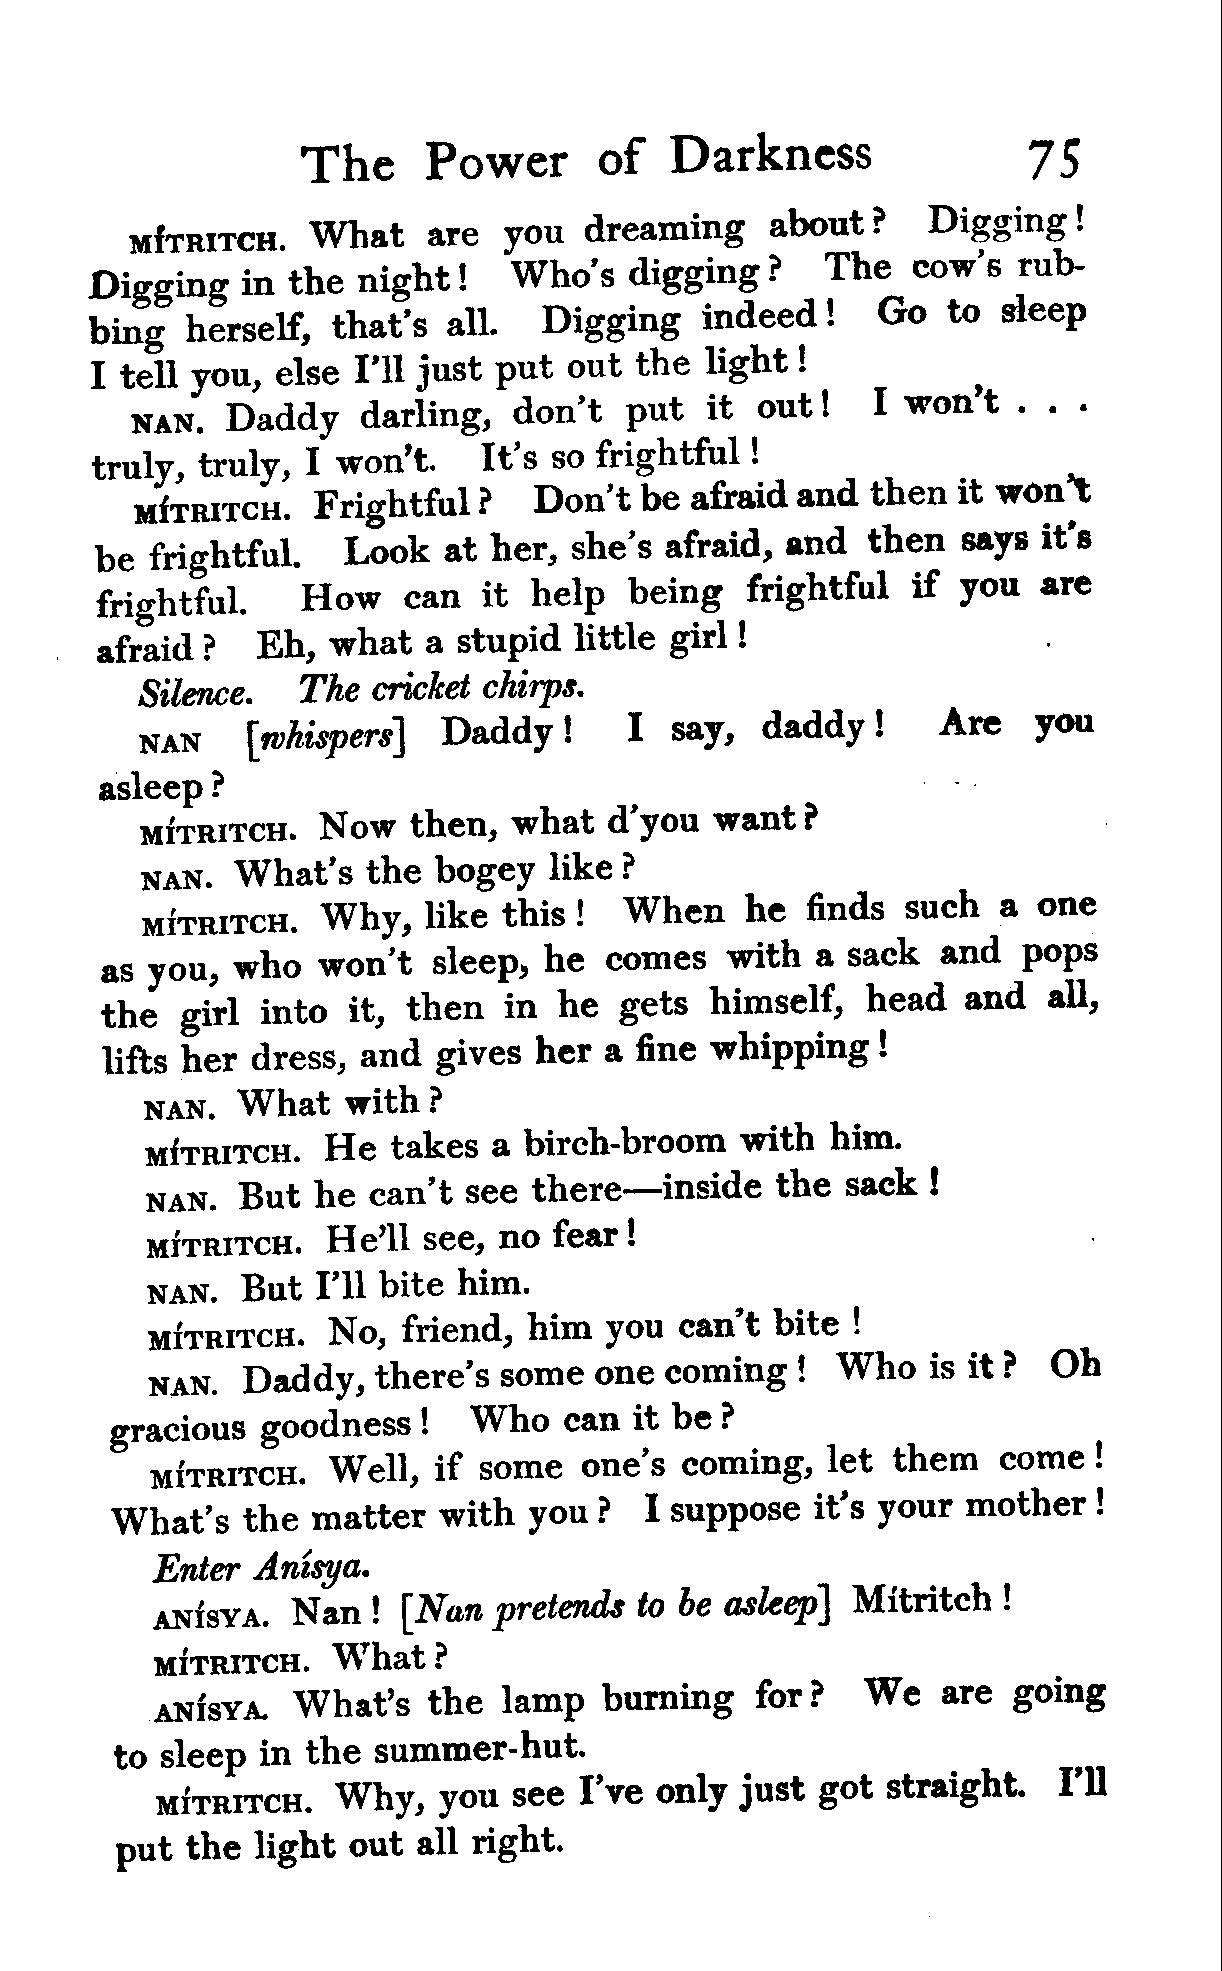 The Power of Darkness 75
MÍTRITCH. What are you dreaming about? Digging!
Digging in the night! Who's digging? The cow's rub-
bing herself, that's all. Digging indeed! Go to sleep
I tell you, else I'll just put out the light!
NAN. Daddy darling, don't put it out! I won't . . .
truly, truly, I won't. It's so frightful!
MÍTRITCH. Frightful? Don't be afraid and then it won't
be frightful. Look at her, she's afraid, and then says it's
frightful. How can it help being frightful if you are
afraid? Eh, what a stupid little girl!
Silence. The cricket chirps.
NAN [whispers] Daddy! I say, daddy! Are you
asleep?
MÍTRITCH. Now then, what d'you want?
NAN. What's the bogey like?
MÍTRITCH. Why, like this! When he finds such a one
as you, who won't sleep, he comes with a sack and pops
the girl into it, then in he gets himself, head and all,
lifts her dress, and gives her a fine whipping!
NAN. What with?
MÍTRITCH. He takes a birch-broom with him.
NAN. But he can't see there—inside the sack!
MÍTRITCH. He'll see, no fear!
NAN. But I'll bite him.
MÍTRITCH. No, friend, him you can't bite!
NAN. Daddy, there's some one coming! Who is it? Oh
gracious goodness! Who can it be?
MÍTRITCH. Well, if some one's coming, let them come!
What's the matter with you? I suppose it's your mother!
Enter Anísya.
ANÍSYA. Nan! [Nan pretends to be asleep] Mítritch!
MÍTRITCH. What?
ANÍSYA. What's the lamp burning for? We are going
to sleep in the summer-hut.
MÍTRITCH. Why, you see I've only just got straight. I'll
put the light out all right.